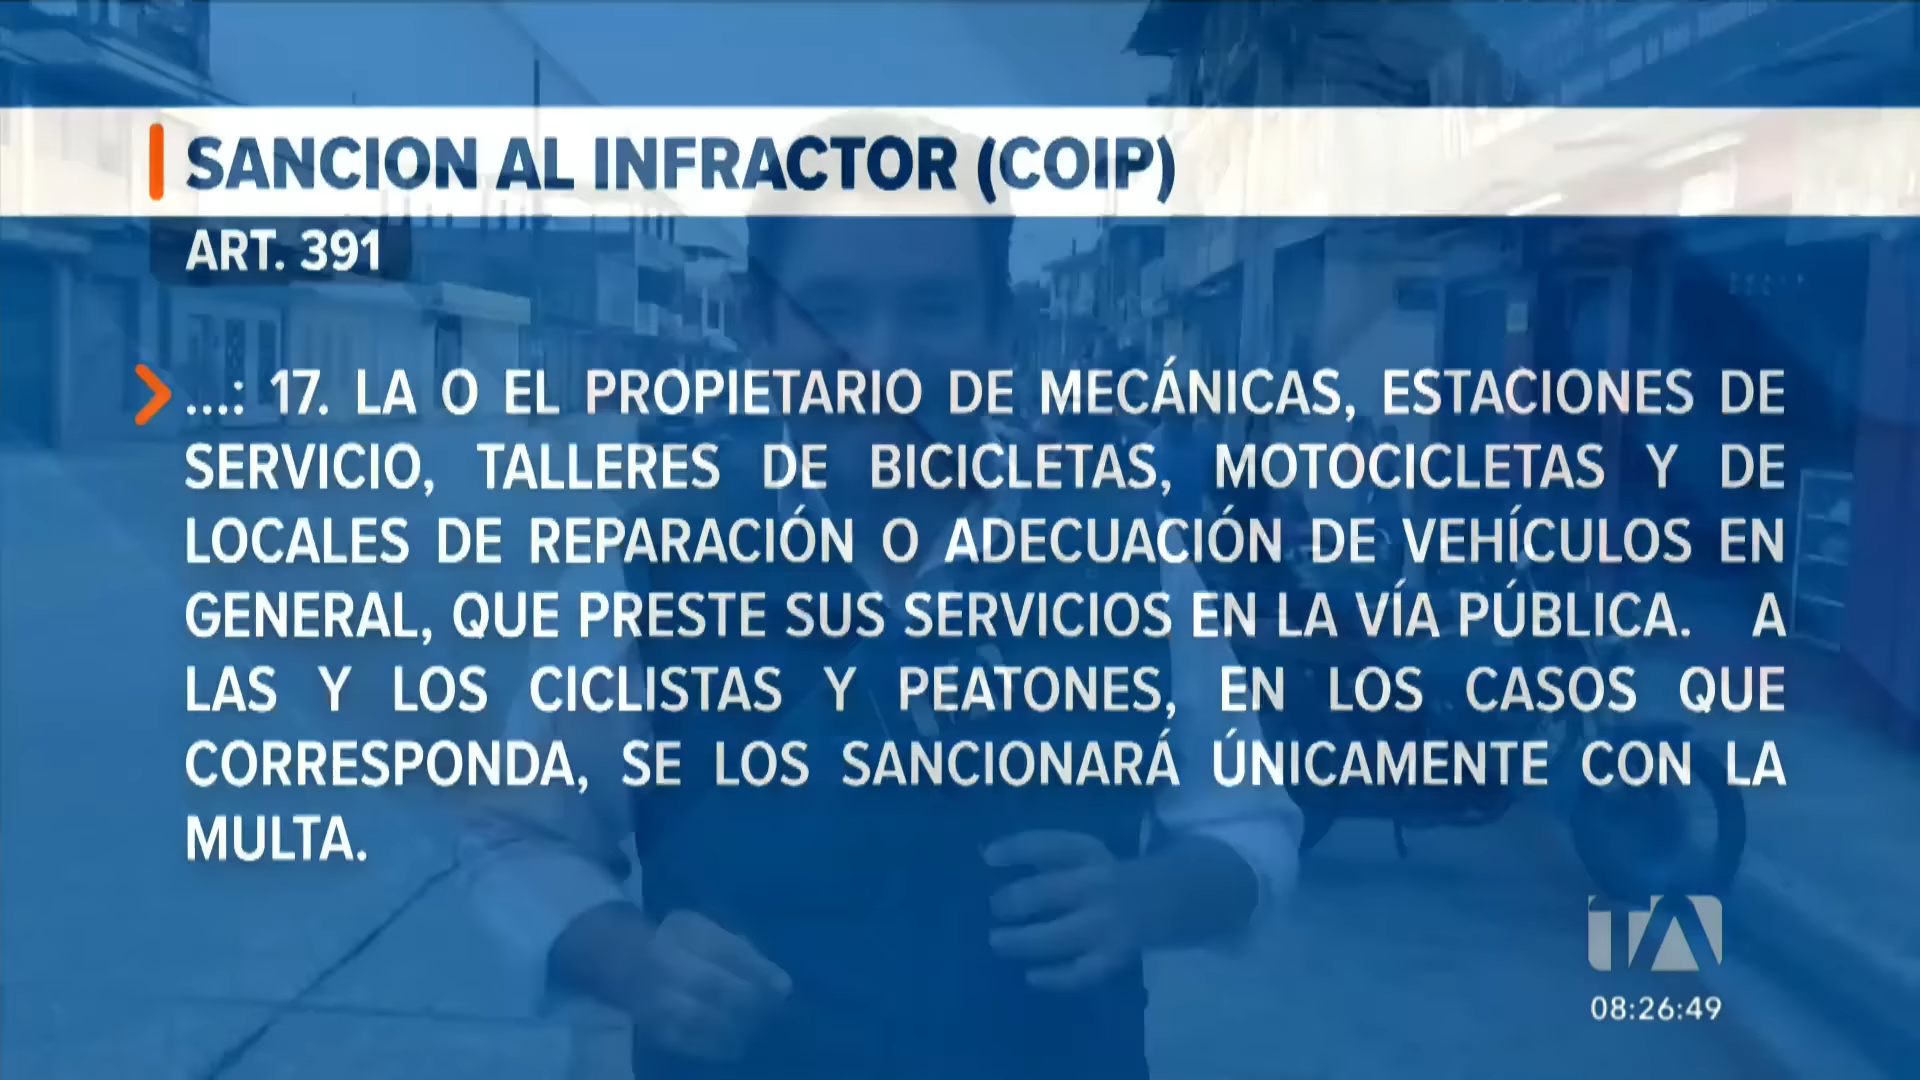 SANCION AL INFRACTOR (COIP)
ART. 391
...: 17. LA O EL PROPIETARIO DE MECÁNICAS, ESTACIONES DE
SERVICIO, TALLERES DE BICICLETAS, MOTOCICLETAS Y DE
LOCALES DE REPARACIÓN O ADECUACIÓN DE VEHÍCULOS EN
GENERAL, QUE PRESTE SUS SERVICIOS EN LA VÍA PÚBLICA. A
LAS Y LOS CICLISTAS Y PEATONES, EN LOS CASOS QUE
CORRESPONDA, SE LOS SANCIONARÁ ÚNICAMENTE CON LA
MULTA.
TA
08:26:49